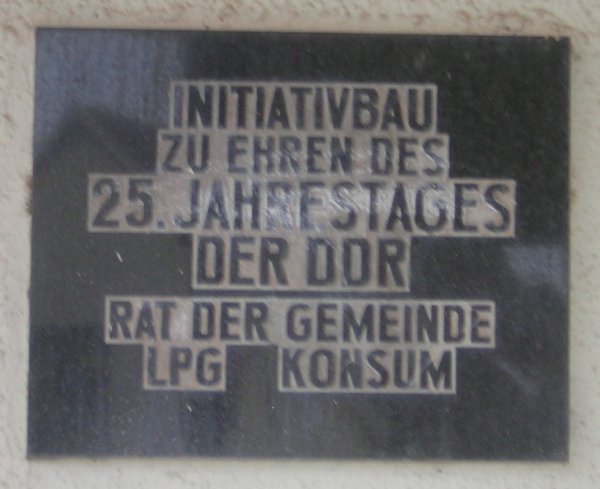 INITIATIVBAU
ZU EHREN DES
25. JAHRESTAGES
DER DDR
RAT DER GEMEINDE
LPG KONSUM